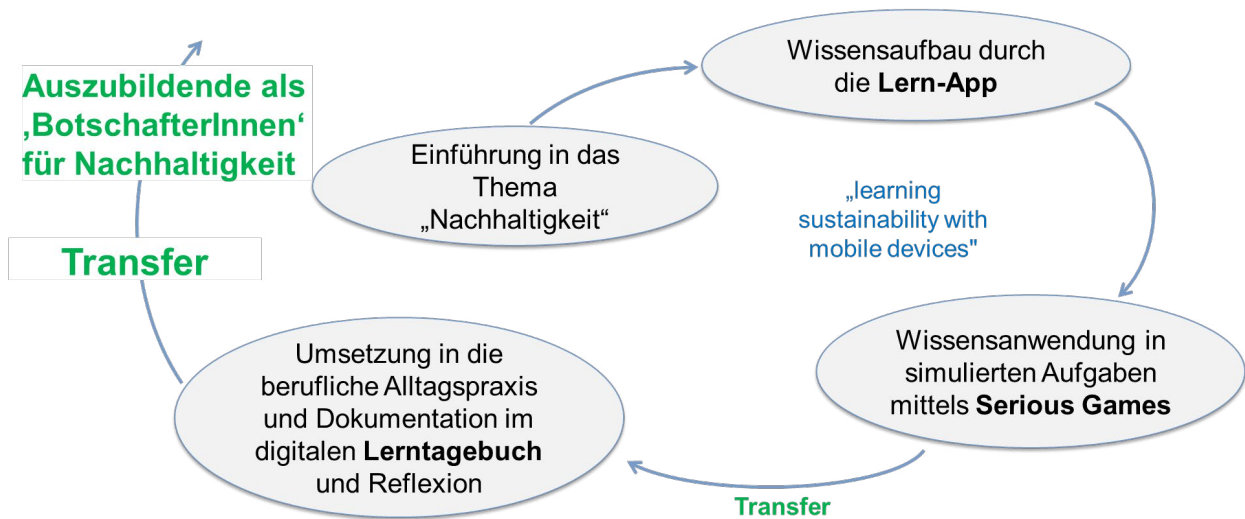 Auszubildende als
‚BotschafterInnen‘
für Nachhaltigkeit
Transfer
Einführung in das
Thema
„Nachhaltigkeit“
Wissensaufbau durch
die Lern-App
„learning
sustainability with
mobile devices"
Wissensanwendung in
simulierten Aufgaben
mittels Serious Games
Transfer
Umsetzung in die
berufliche Alltagspraxis
und Dokumentation im
digitalen Lerntagebuch
und Reflexion